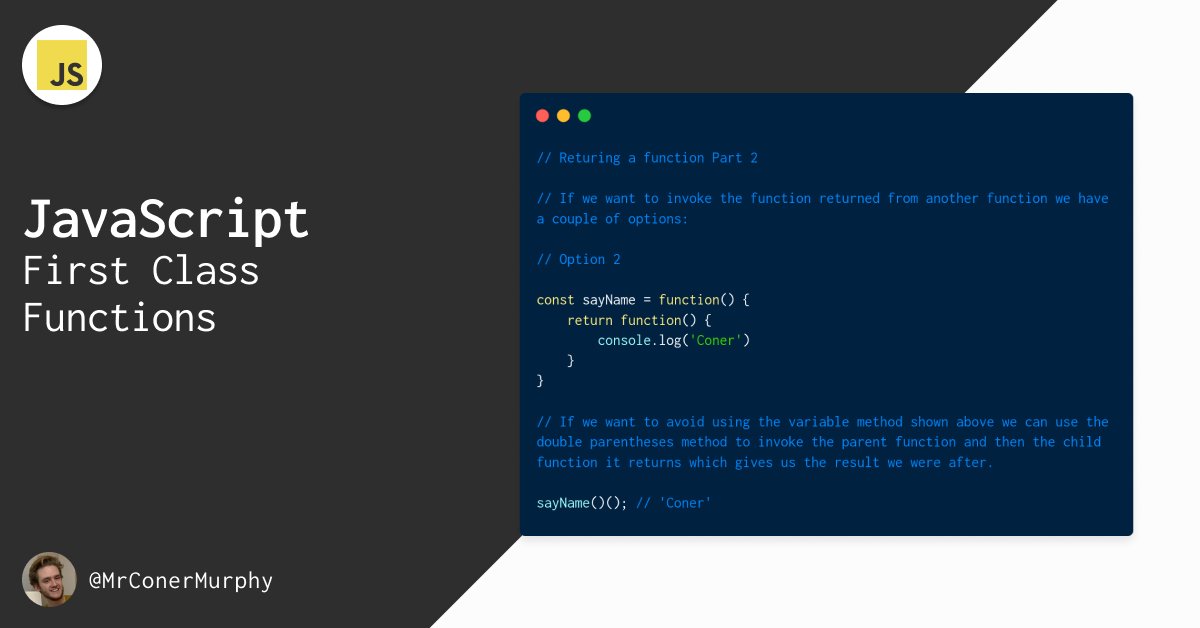 JS
JavaScript
First Class
Functions
@MrConerMurphy
// Returing a function Part 2
// If we want to invoke the function returned from another function we have
a couple of options:
// Option 2
const sayName = function() {
    return function() {
        console.log('Coner')
    }
}
// If we want to avoid using the variable method shown above we can use the
double parentheses method to invoke the parent function and then the child
function it returns which gives us the result we were after.
sayName()(); // 'Coner'